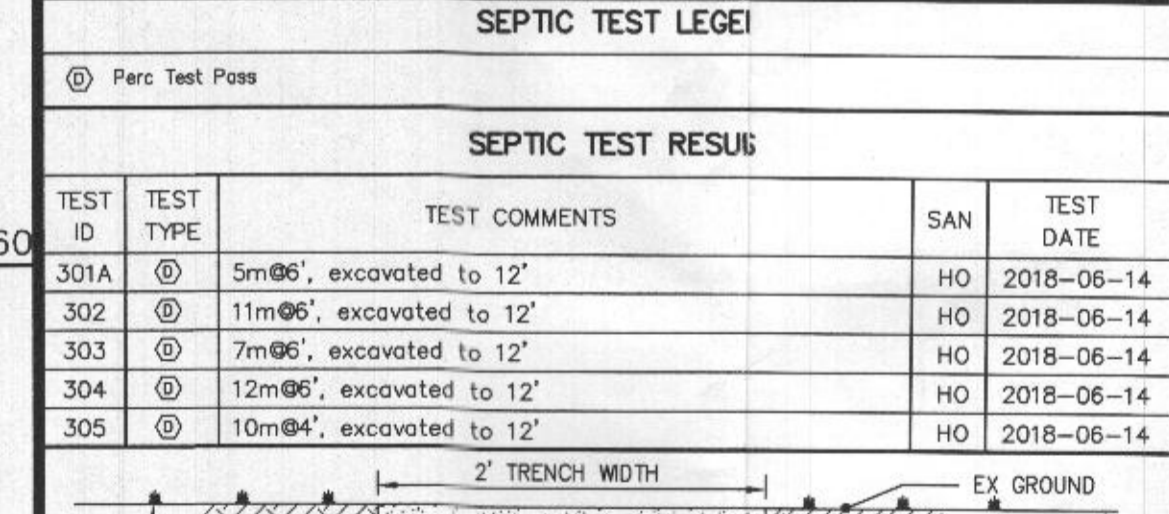 SEPTIC TEST
D Perc Test Pass
SEPTIC TEST
TEST ID TEST TYPE TEST COMMENTS SAN TEST DATE
301A D 5m@6', excavated to 12' HO 2018-06-14
302 D 11m@6', excavated to 12' HO 2018-06-14
303 D 7m@6', excavated to 12' HO 2018-06-14
304 D 12m@6', excavated to 12' HO 2018-06-14
305 D 10m@4', excavated to 12' HO 2018-06-14
60
2' TRENCH WIDTH
EX GROUND